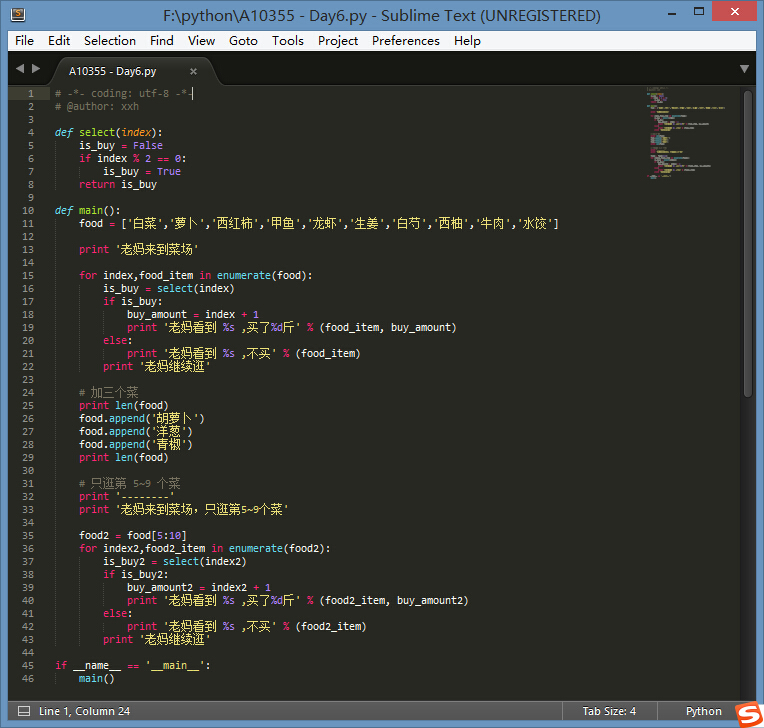 F:\python\A10355 - Day6.py - Sublime Text (UNREGISTERED)
File Edit Selection Find View Goto Tools Project Preferences Help
A10355 - Day6.py
1 # -*- coding: utf-8 -*-
2 # @author: xxh
3
4 def select(index):
5     is_buy = False
6     if index % 2 == 0:
7         is_buy = True
8     return is_buy
9
10 def main():
11     food = ['白菜','萝卜','西红柿','甲鱼','龙虾','生姜','白芍','西柚','牛肉','水饺']
12
13     print '老妈来到菜场'
14
15     for index,food_item in enumerate(food):
16         is_buy = select(index)
17         if is_buy:
18             buy_amount = index + 1
19             print '老妈看到 %s ,买了%d斤' % (food_item, buy_amount)
20         else:
21             print '老妈看到 %s ,不买' % (food_item)
22         print '老妈继续逛'
23
24     # 加三个菜
25     print len(food)
26     food.append('胡萝卜')
27     food.append('洋葱')
28     food.append('青椒')
29     print len(food)
30
31     # 只逛第 5~9 个菜
32     print '--------'
33     print '老妈来到菜场，只逛第5~9个菜'
34
35     food2 = food[5:10]
36     for index2,food2_item in enumerate(food2):
37         is_buy2 = select(index2)
38         if is_buy2:
39             buy_amount2 = index2 + 1
40             print '老妈看到 %s ,买了%d斤' % (food2_item, buy_amount2)
41         else:
42             print '老妈看到 %s ,不买' % (food2_item)
43         print '老妈继续逛'
44
45 if __name__ == '__main__':
46     main()
Line 1, Column 24 Tab Size: 4 Python